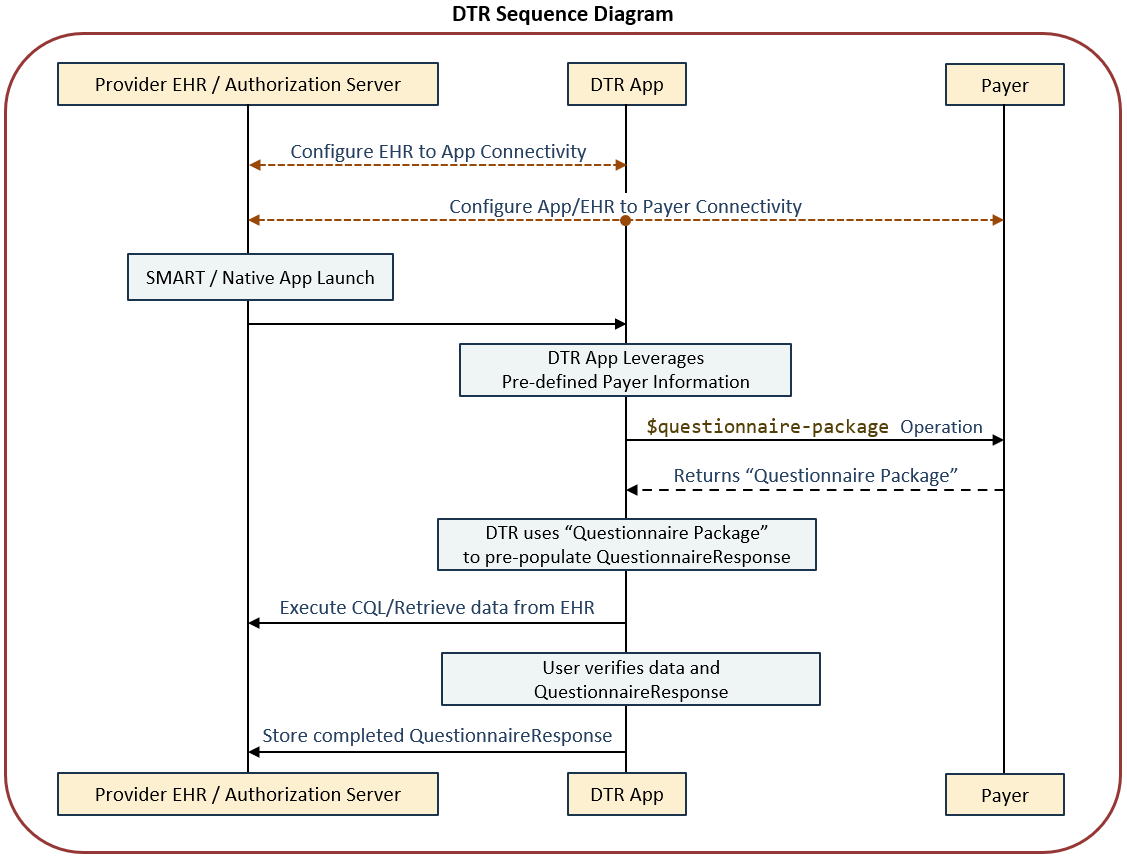 DTR Sequence Diagram
Provider EHR / Authorization Server
DTR App
Payer
Configure EHR to App Connectivity
Configure App/EHR to Payer Connectivity
SMART / Native App Launch
DTR App Leverages
Pre-defined Payer Information
$questionnaire-package Operation
Returns “Questionnaire Package”
DTR uses “Questionnaire Package”
to pre-populate QuestionnaireResponse
Execute CQL/Retrieve data from EHR
User verifies data and
QuestionnaireResponse
Store completed QuestionnaireResponse
Provider EHR / Authorization Server
DTR App
Payer